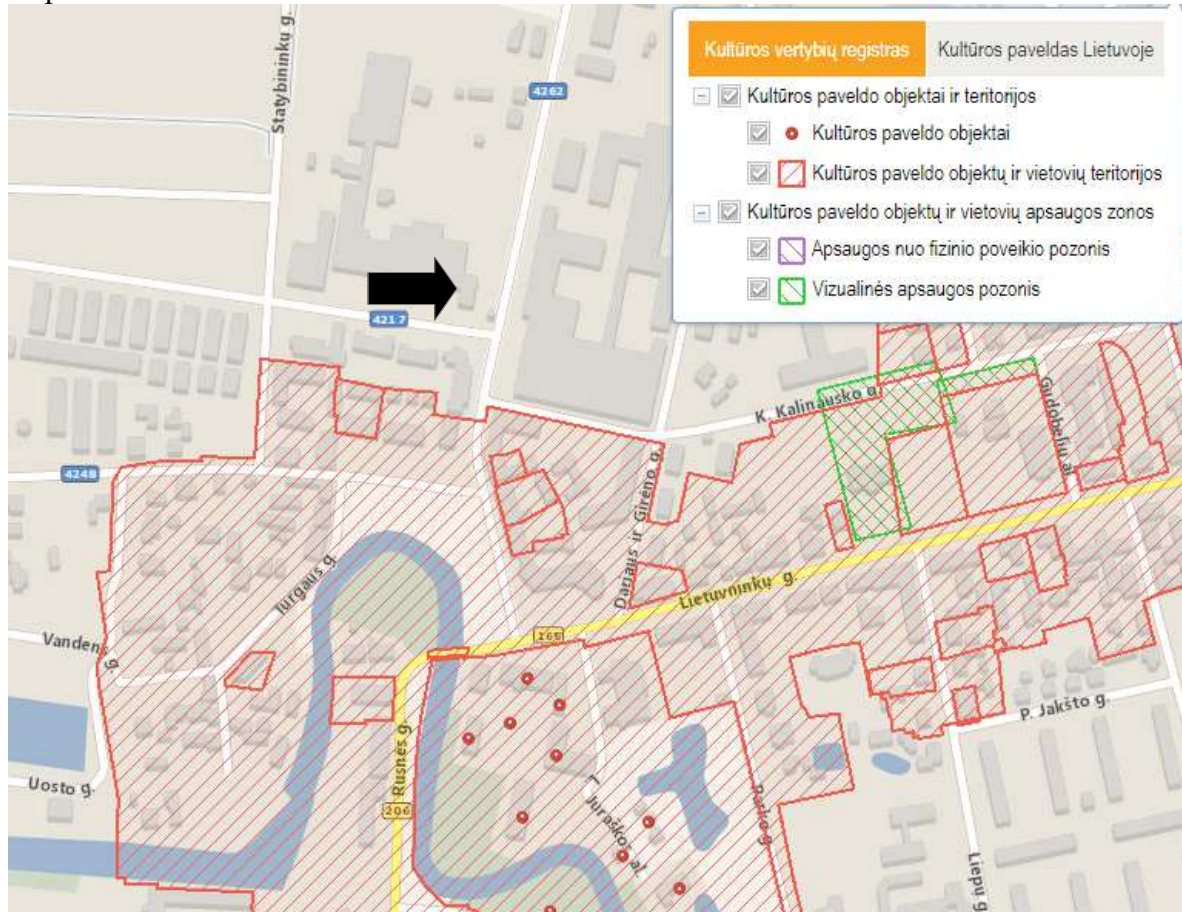 Statybininkų g.
4262
Kultūros vertybių registras
Kultūros paveldas Lietuvoje
Kultūros paveldo objektai ir teritorijos
Kultūros paveldo objektai
Kultūros paveldo objektų ir vietovių teritorijos
Kultūros paveldo objektų ir vietovių apsaugos zonos
Apsaugos nuo fizinio poveikio pozonis
Vizualinės apsaugos pozonis
4217
K. Kalinausko g.
Gudobelių al.
4248
Dariaus ir Girėno g.
Lietuvninkų g.
Turgaus g.
165
Vandens g.
P. Jakšto g.
Rusnės g.
Uosto g.
206
Parko g.
Juraškos al.
Liepų g.